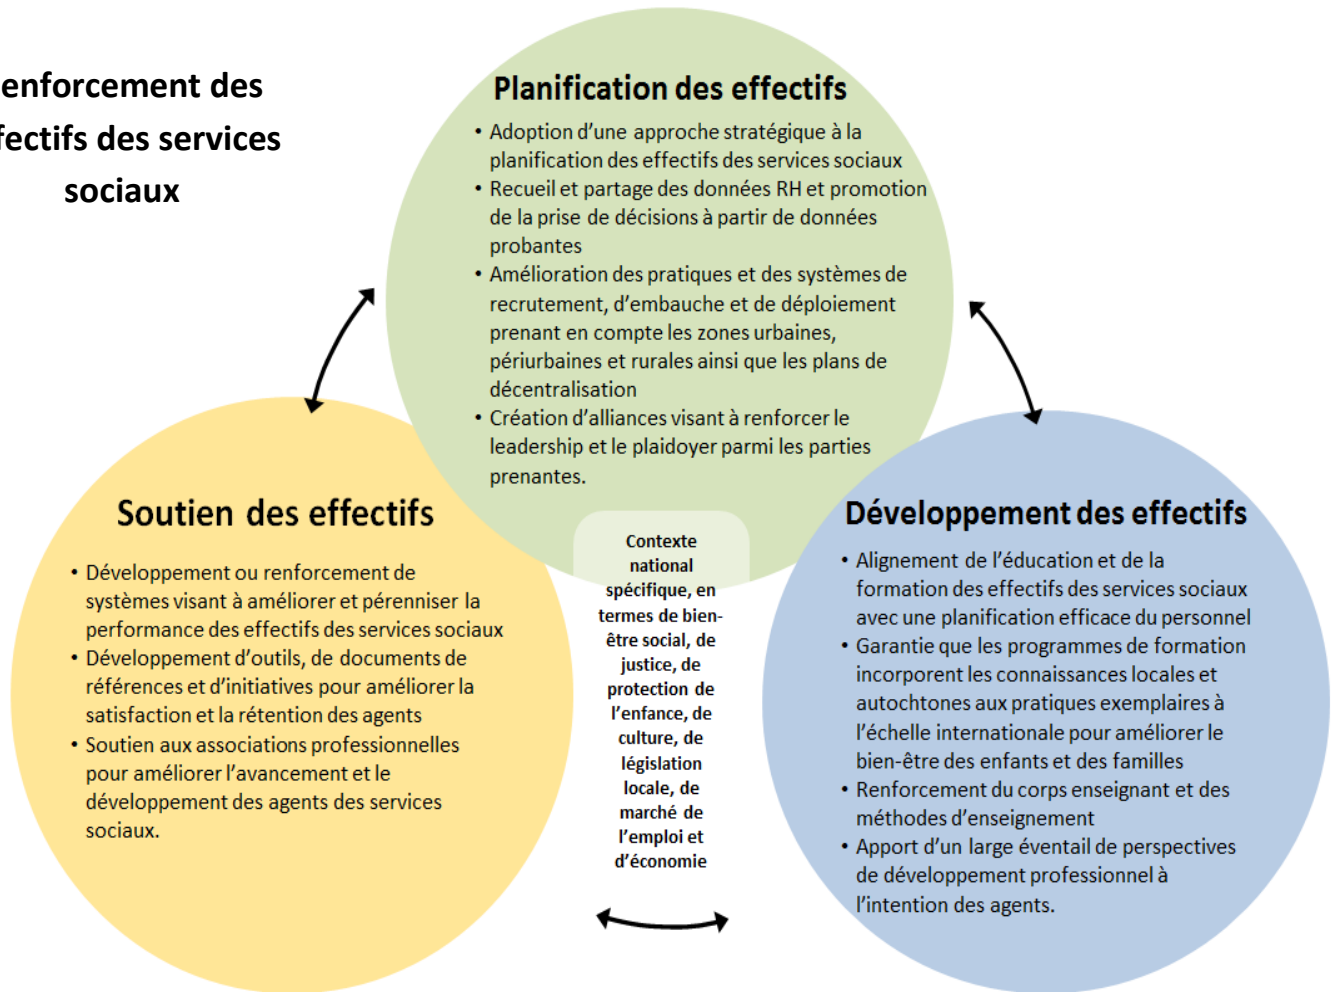 enforcement des
fectifs des services
sociaux
Planification des effectifs
• Adoption d'une approche stratégique à la
planification des effectifs des services sociaux
• Recueil et partage des données RH et promotion
de la prise de décisions à partir de données
probantes
• Amélioration des pratiques et des systèmes de
recrutement, d'embauche et de déploiement
prenant en compte les zones urbaines,
périurbaines et rurales ainsi que les plans de
décentralisation
• Création d'alliances visant à renforcer le
leadership et le plaidoyer parmi les parties
prenantes.
Soutien des effectifs
• Développement ou renforcement de
systèmes visant à améliorer et pérenniser la
performance des effectifs des services sociaux
• Développement d'outils, de documents de
références et d'initiatives pour améliorer la
satisfaction et la rétention des agents
• Soutien aux associations professionnelles
pour améliorer l'avancement et le
développement des agents des services
sociaux.
Contexte
national
spécifique, en
termes de bien-
être social, de
justice, de
protection de
l'enfance, de
culture, de
législation
locale, de
marché de
l'emploi et
d'économie
Développement des effectifs
• Alignement de l'éducation et de la
formation des effectifs des services sociaux
avec une planification efficace du personnel
• Garantie que les programmes de formation
incorporent les connaissances locales et
autochtones aux pratiques exemplaires à
l'échelle internationale pour améliorer le
bien-être des enfants et des familles
• Renforcement du corps enseignant et des
méthodes d'enseignement
• Apport d'un large éventail de perspectives
de développement professionnel à
l'intention des agents.